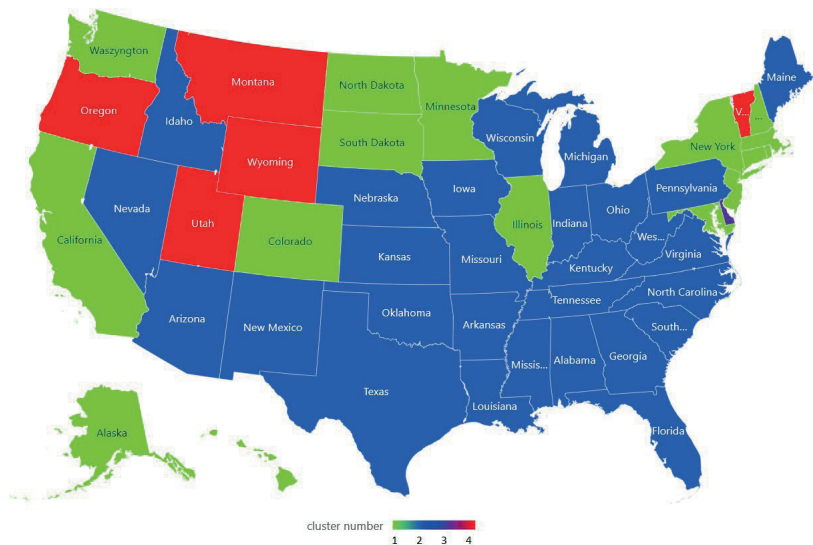 Waszyngton
Montana
North Dakota
Minnesota
Maine
Oregon
Idaho
V...
...
Wisconsin
South Dakota
Michigan
New York
Wyoming
Iowa
Nebraska
Pennsylvania
Nevada
Utah
Illinois
Indiana
Ohio
California
Colorado
Wes...
Kansas
Missouri
Virginia
Kentucky
North Carolina
Tennessee
Arizona
New Mexico
Oklahoma
Arkansas
South...
Missis...
Alabama
Georgia
Texas
Louisiana
Florida
Alaska
cluster number
1 2 3 4